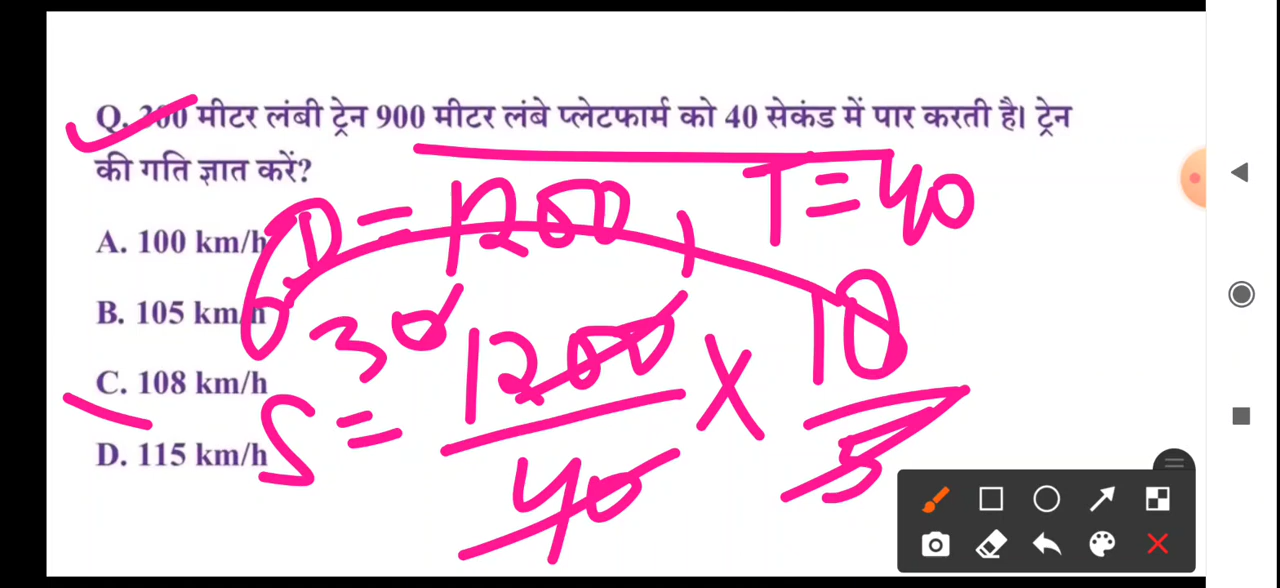 Q. 300 मीटर लंबी ट्रेन 900 मीटर लंबे प्लेटफार्म को 40 सेकंड में पार करती है। ट्रेन
की गति ज्ञात करें?
D = 1200, T = 40
A. 100 km/h
B. 105 km/h
6 30
S = 1200/40 × 18/5
C. 108 km/h
D. 115 km/h